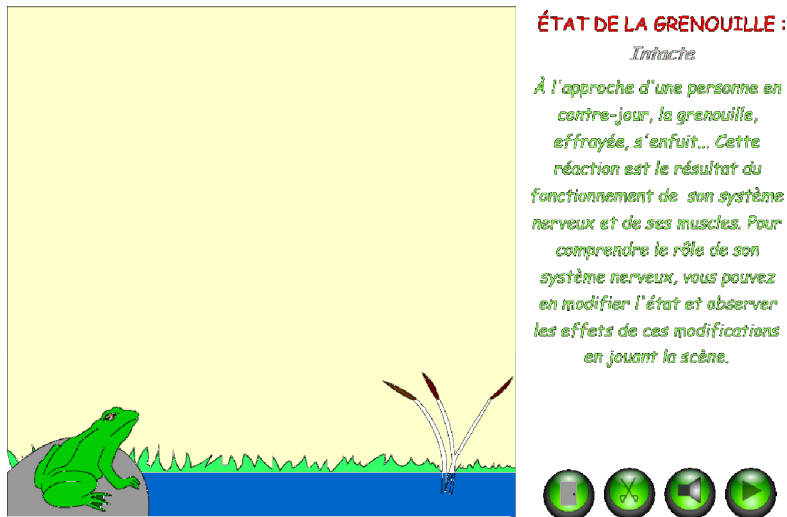 ÉTAT DE LA GRENOUILLE :
Intacte
À l'approche d'une personne en
contre-jour, la grenouille,
effrayée, s'enfuit... Cette
réaction est le résultat du
fonctionnement de son système
nerveux et de ses muscles. Pour
comprendre le rôle de son
système nerveux, vous pouvez
en modifier l'état et observer
les effets de ces modifications
en jouant la scène.